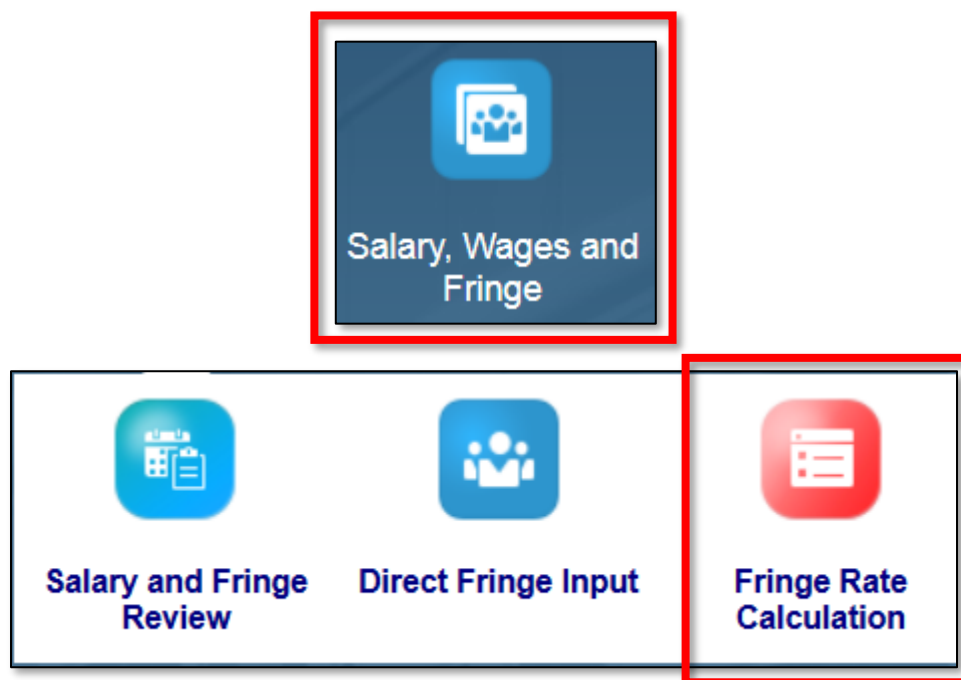 Salary, Wages and
Fringe
Salary and Fringe
Review
Direct Fringe Input
Fringe Rate
Calculation